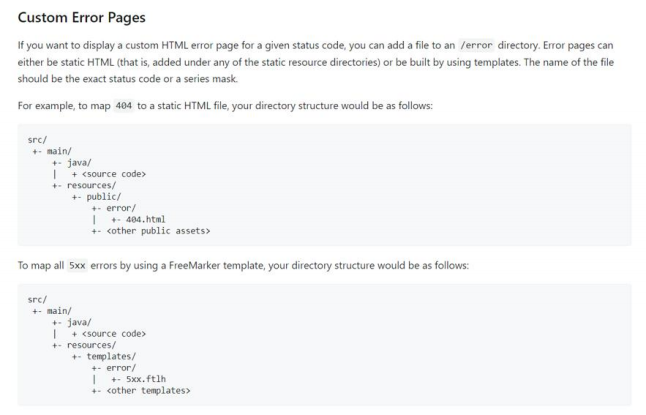 Custom Error Pages
If you want to display a custom HTML error page for a given status code, you can add a file to an /error directory. Error pages can
either be static HTML (that is, added under any of the static resource directories) or be built by using templates. The name of the file
should be the exact status code or a series mask.
For example, to map 404 to a static HTML file, your directory structure would be as follows:
src/
 +- main/
     +- java/
     |   + <source code>
     +- resources/
         +- public/
             +- error/
             |   +- 404.html
             +- <other public assets>
To map all 5xx errors by using a FreeMarker template, your directory structure would be as follows:
src/
 +- main/
     +- java/
     |   + <source code>
     +- resources/
         +- templates/
             +- error/
             |   +- 5xx.ftlh
             +- <other templates>